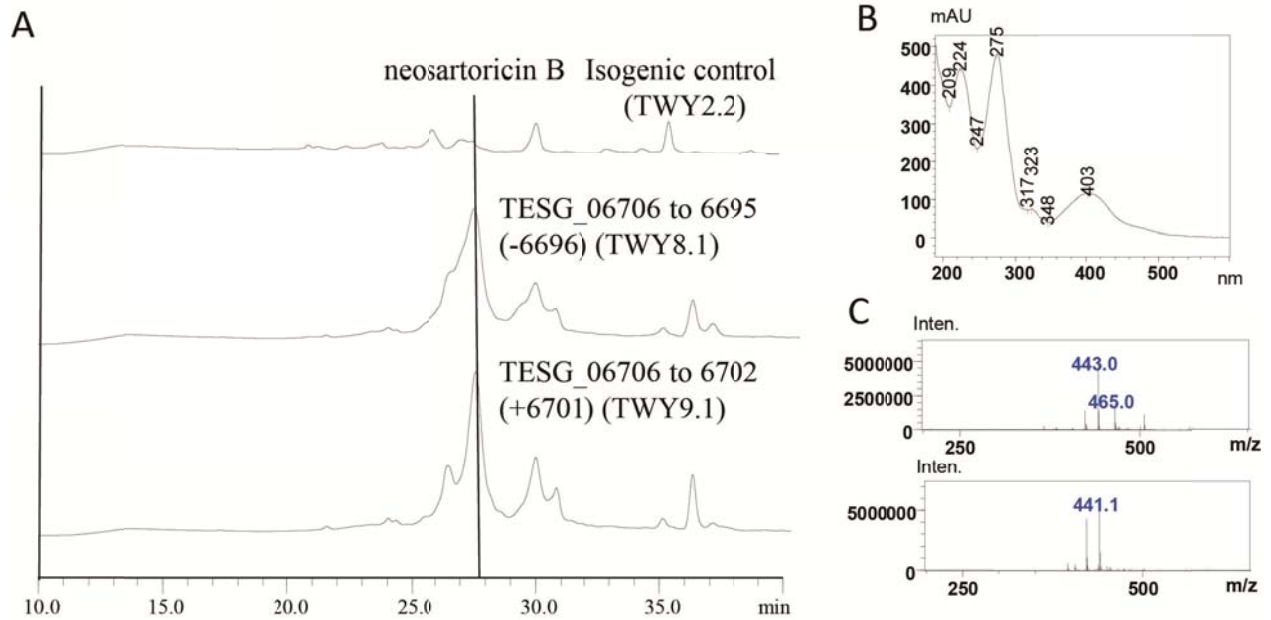 A
neosartoricin B Isogenic control
(TWY2.2)
TESG_06706 to 6695
(-6696) (TWY8.1)
TESG_06706 to 6702
(+6701) (TWY9.1)
10.0 15.0 20.0 25.0 30.0 35.0 min
B
mAU
500
400
300
200
100
0
209
224
247
275
317
323
348
403
200 300 400 500
nm
C
Inten.
5000000
2500000
0
443.0
465.0
250 500 m/z
Inten.
5000000
0
441.1
250 500 m/z